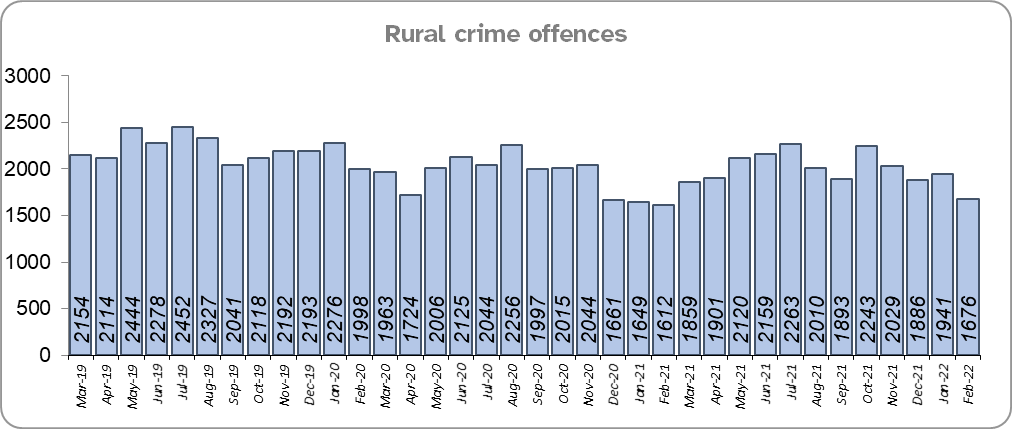 Rural crime offences
3000
2500
2000
1500
1000
500
0
2154
2114
2444
2278
2452
2327
2041
2118
2192
2193
2276
1998
1963
1724
2006
2125
2044
2256
1997
2015
2044
1661
1649
1612
1859
1901
2120
2159
2263
2010
1893
2243
2029
1886
1941
1676
Mar-19
Apr-19
May-19
Jun-19
Jul-19
Aug-19
Sep-19
Oct-19
Nov-19
Dec-19
Jan-20
Feb-20
Mar-20
Apr-20
May-20
Jun-20
Jul-20
Aug-20
Sep-20
Oct-20
Nov-20
Dec-20
Jan-21
Feb-21
Mar-21
Apr-21
May-21
Jun-21
Jul-21
Aug-21
Sep-21
Oct-21
Nov-21
Dec-21
Jan-22
Feb-22